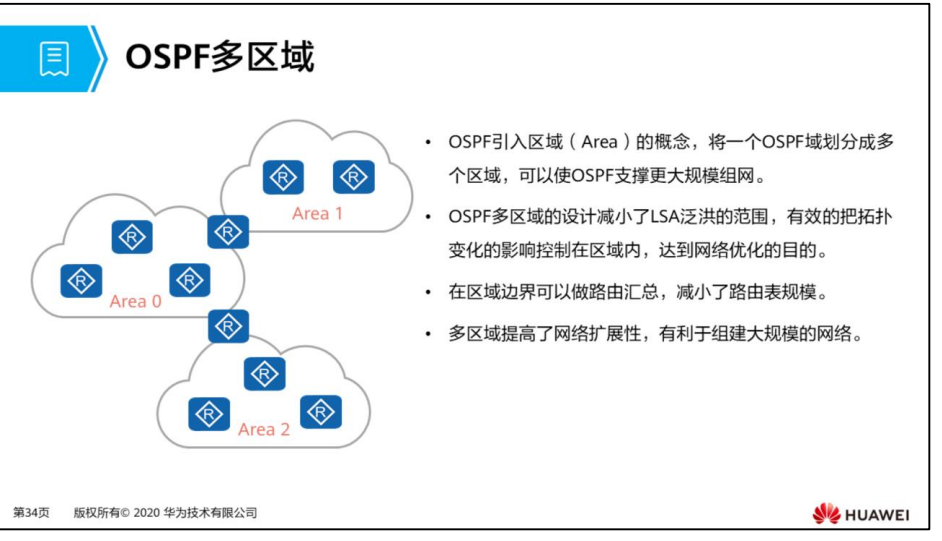 OSPF多区域
R
R
Area 1
R
R
R
R
Area 0
R
R
R
R
Area 2
• OSPF引入区域（Area）的概念，将一个OSPF域划分成多
个区域，可以使OSPF支撑更大规模组网。
• OSPF多区域的设计减小了LSA泛洪的范围，有效的把拓扑
变化的影响控制在区域内，达到网络优化的目的。
• 在区域边界可以做路由汇总，减小了路由表规模。
• 多区域提高了网络扩展性，有利于组建大规模的网络。
第34页 版权所有© 2020 华为技术有限公司
HUAWEI